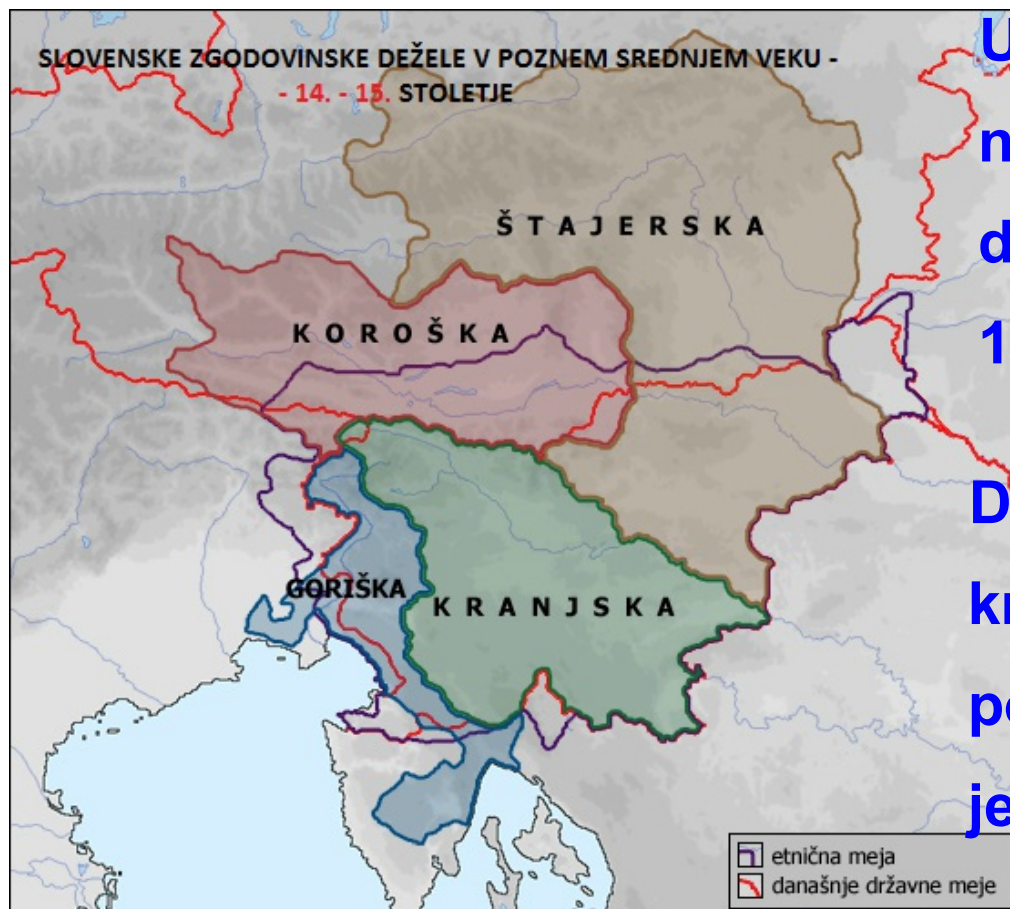 SLOVENSKE ZGODOVINSKE DEŽELE V POZNEM SREDNJEM VEKU -
- 14. - 15. STOLETJE
ŠTAJERSKA
KOROŠKA
GORIŠKA
KRANJSKA
etnična meja
današnje državne meje